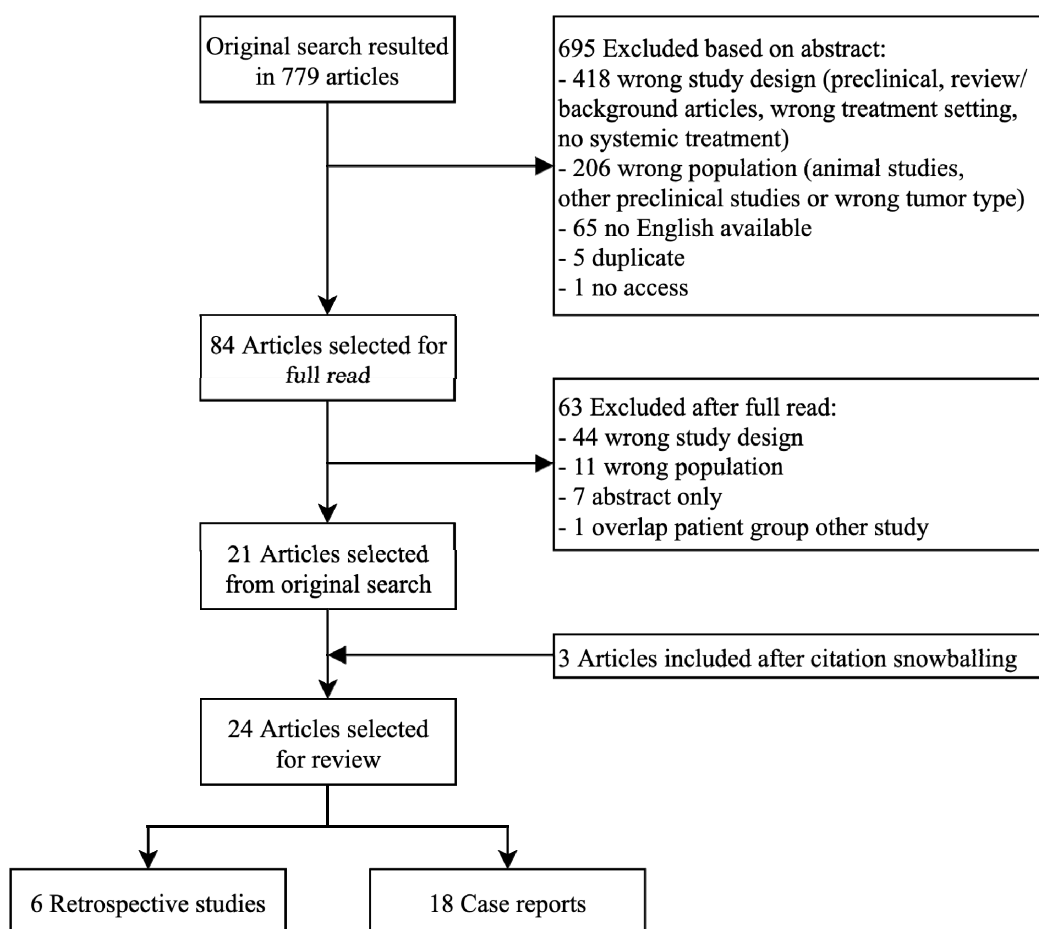 Original search resulted
in 779 articles
695 Excluded based on abstract:
- 418 wrong study design (preclinical, review/
background articles, wrong treatment setting,
no systemic treatment)
- 206 wrong population (animal studies,
other preclinical studies or wrong tumor type)
- 65 no English available
- 5 duplicate
- 1 no access
84 Articles selected for
full read
63 Excluded after full read:
- 44 wrong study design
- 11 wrong population
- 7 abstract only
- 1 overlap patient group other study
21 Articles selected
from original search
3 Articles included after citation snowballing
24 Articles selected
for review
6 Retrospective studies
18 Case reports